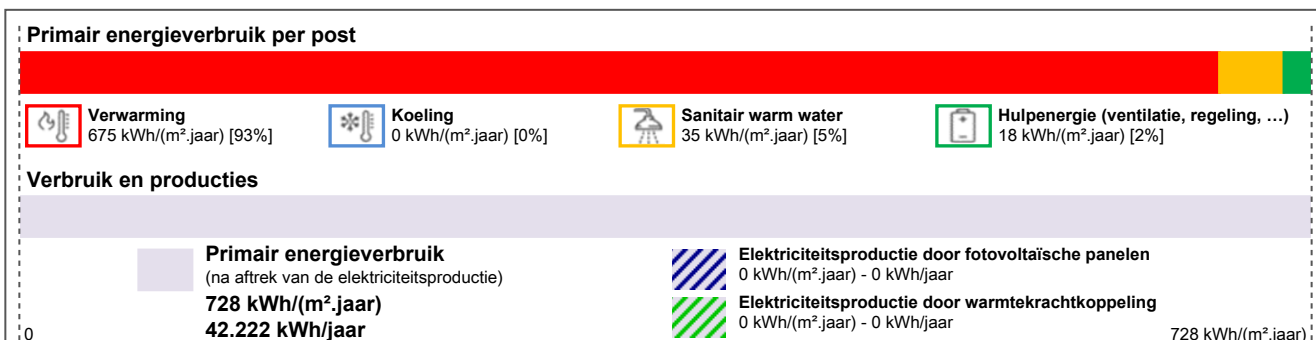 Primair energieverbruik per post
Verwarming
675 kWh/(m².jaar) [93%]
Koeling
0 kWh/(m².jaar) [0%]
Sanitair warm water
35 kWh/(m².jaar) [5%]
Hulpenergie (ventilatie, regeling, …)
18 kWh/(m².jaar) [2%]
Verbruik en producties
Primair energieverbruik
(na aftrek van de elektriciteitsproductie)
728 kWh/(m².jaar)
42.222 kWh/jaar
Elektriciteitsproductie door fotovoltaïsche panelen
0 kWh/(m².jaar) - 0 kWh/jaar
Elektriciteitsproductie door warmtekrachtkoppeling
0 kWh/(m².jaar) - 0 kWh/jaar
0
728 kWh/(m².jaar)